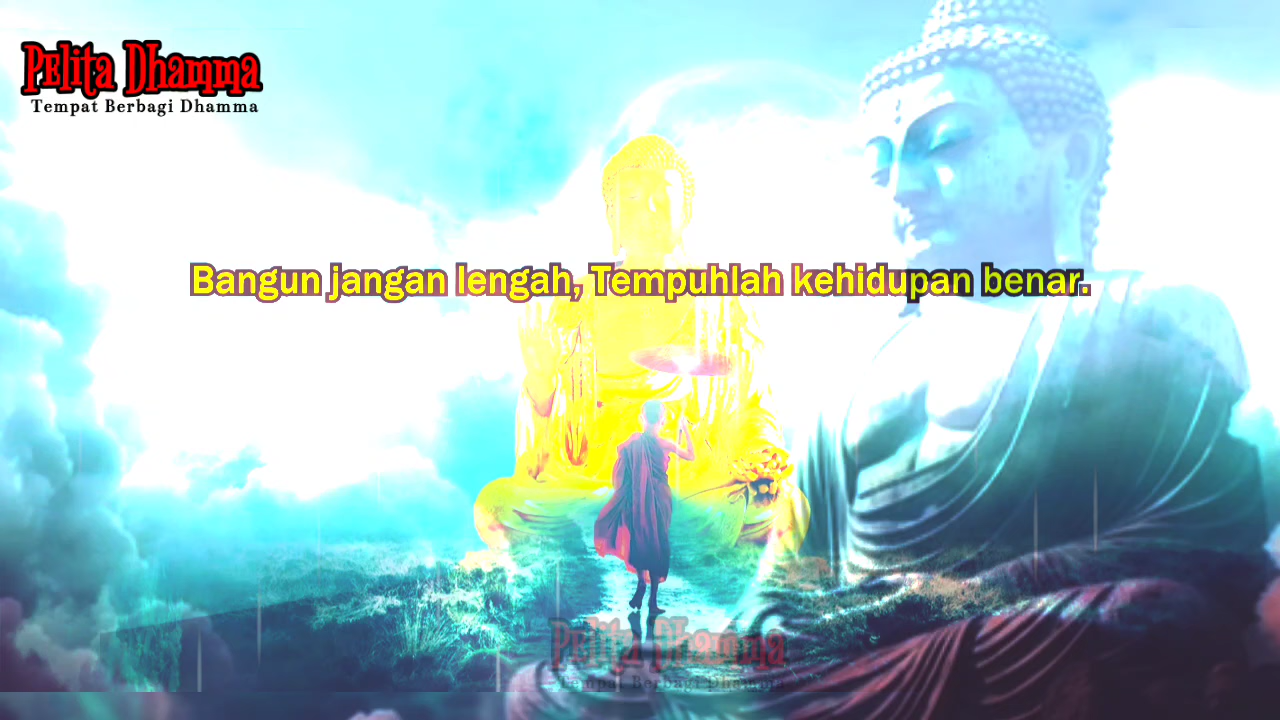 Pelita Dhamma
Tempat Berbagi Dhamma
Bangun jangan lengah, Tempuhlah kehidupan benar.
Pelita Dhamma
Tempat Berbagi Dhamma